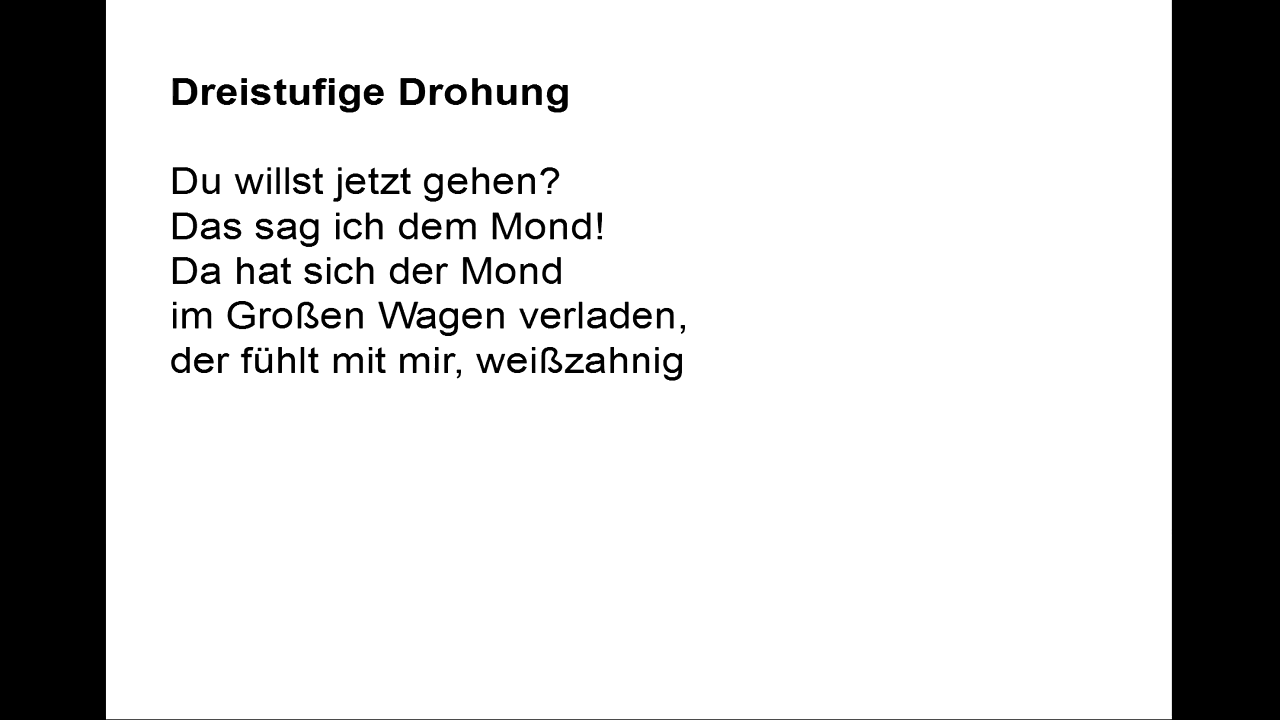 Dreistufige Drohung
Du willst jetzt gehen?
Das sag ich dem Mond!
Da hat sich der Mond
im Großen Wagen verladen,
der fühlt mit mir, weißzahnig